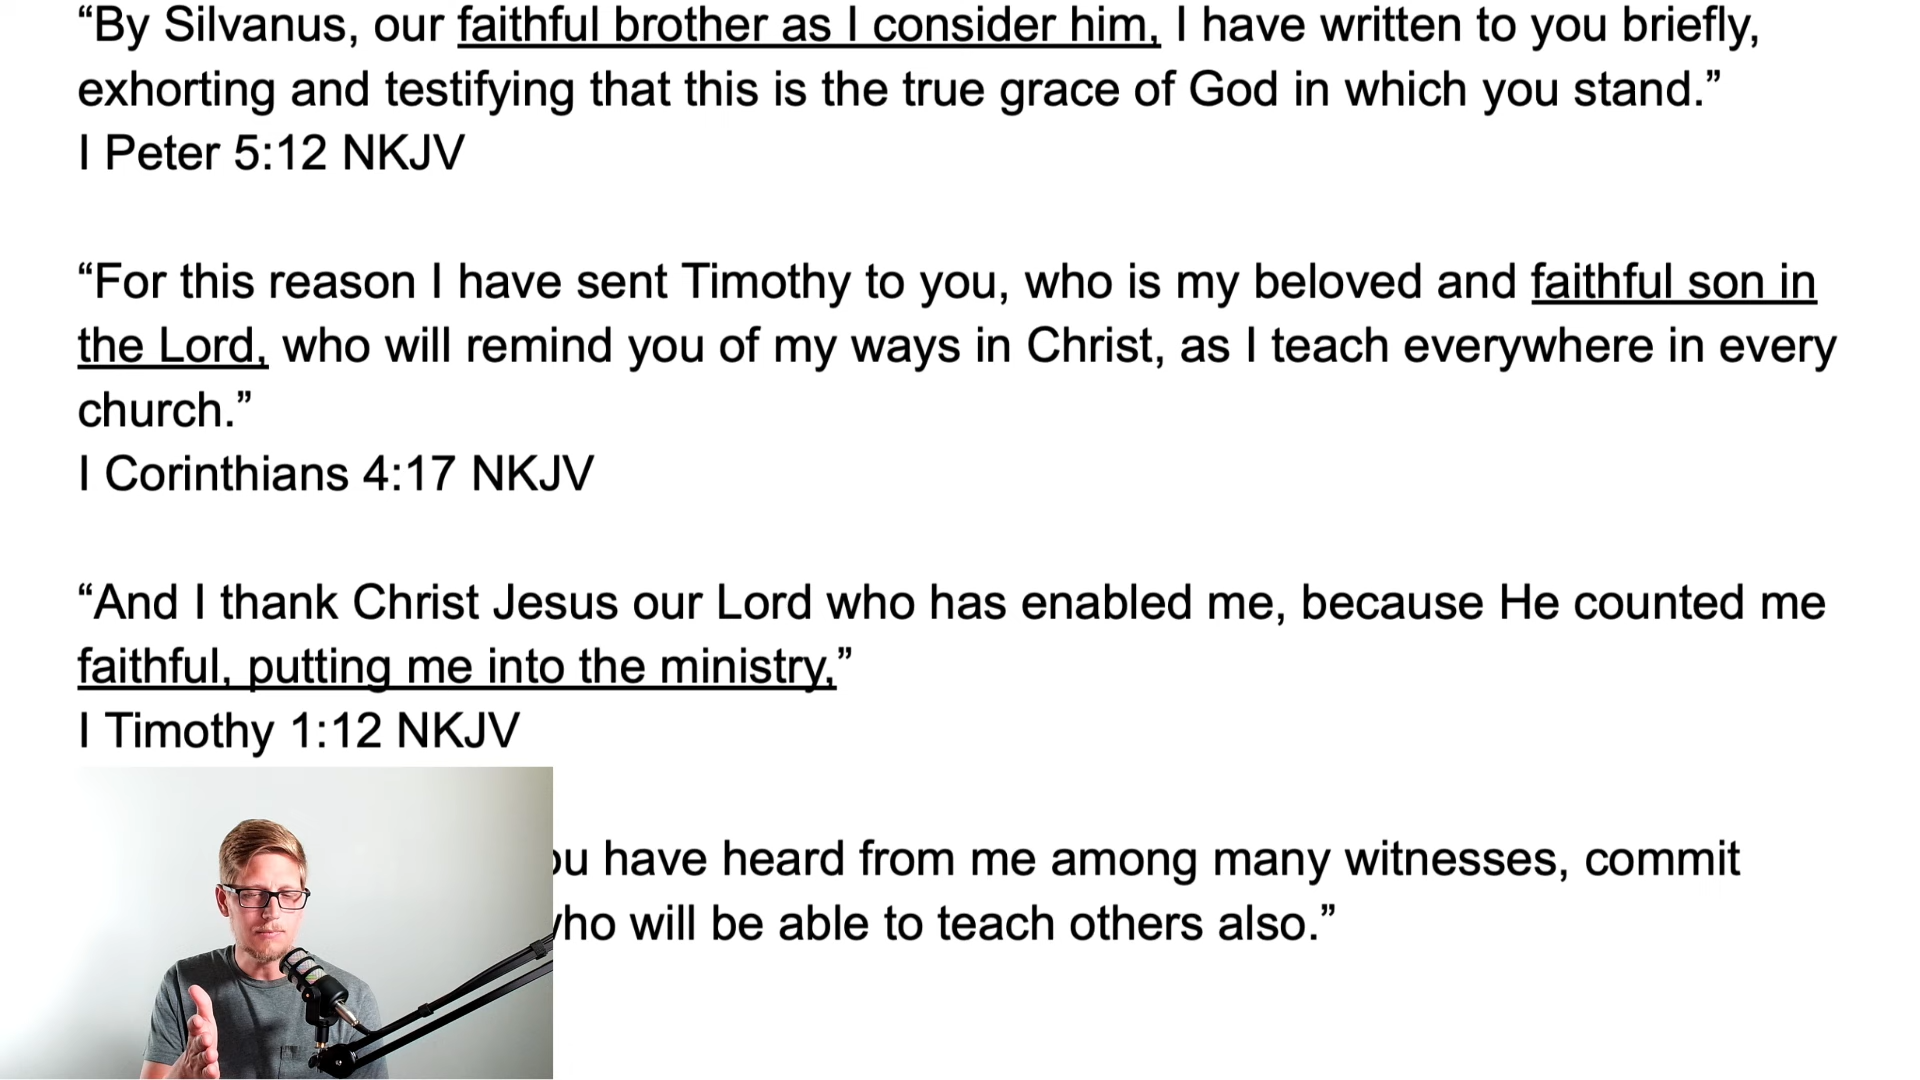 “By Silvanus, our faithful brother as I consider him, I have written to you briefly,
exhorting and testifying that this is the true grace of God in which you stand.”
I Peter 5:12 NKJV
“For this reason I have sent Timothy to you, who is my beloved and faithful son in
the Lord, who will remind you of my ways in Christ, as I teach everywhere in every
church.”
I Corinthians 4:17 NKJV
“And I thank Christ Jesus our Lord who has enabled me, because He counted me
faithful, putting me into the ministry,”
I Timothy 1:12 NKJV
have heard from me among many witnesses, commit
will be able to teach others also.”